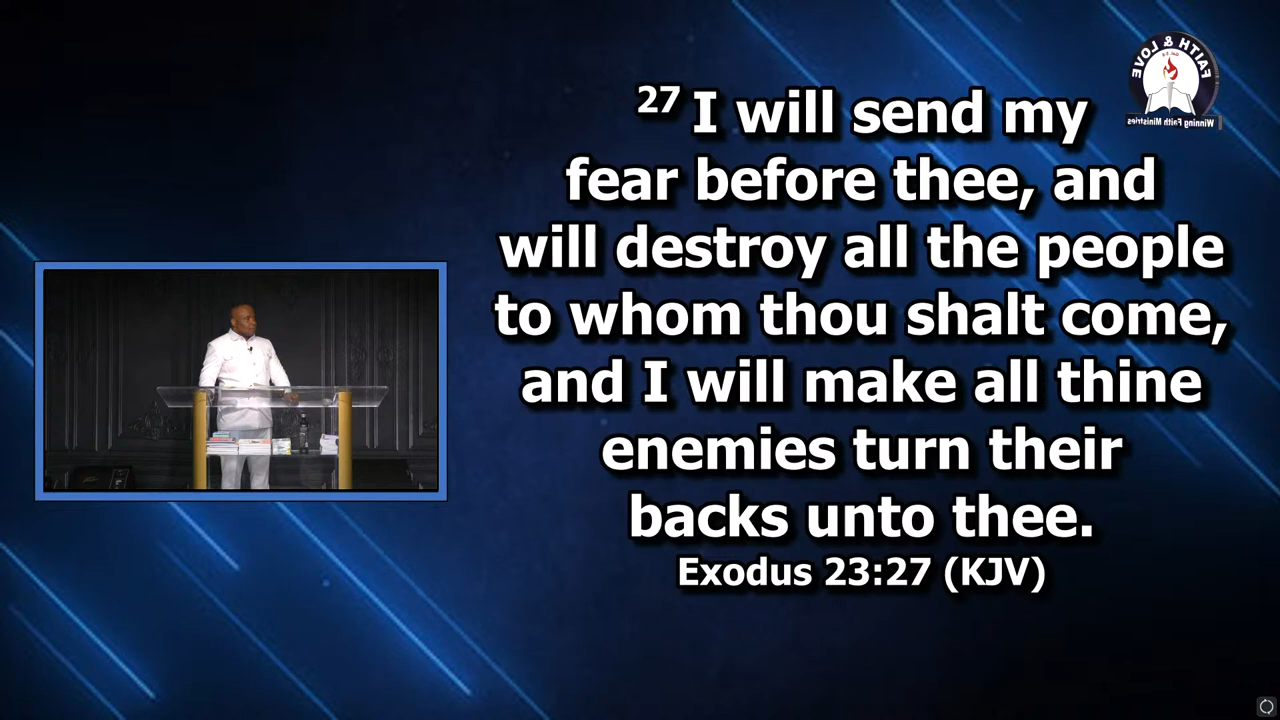 FAITH & LOVE
Winning Faith Ministries
27 I will send my
fear before thee, and
will destroy all the people
to whom thou shalt come,
and I will make all thine
enemies turn their
backs unto thee.
Exodus 23:27 (KJV)